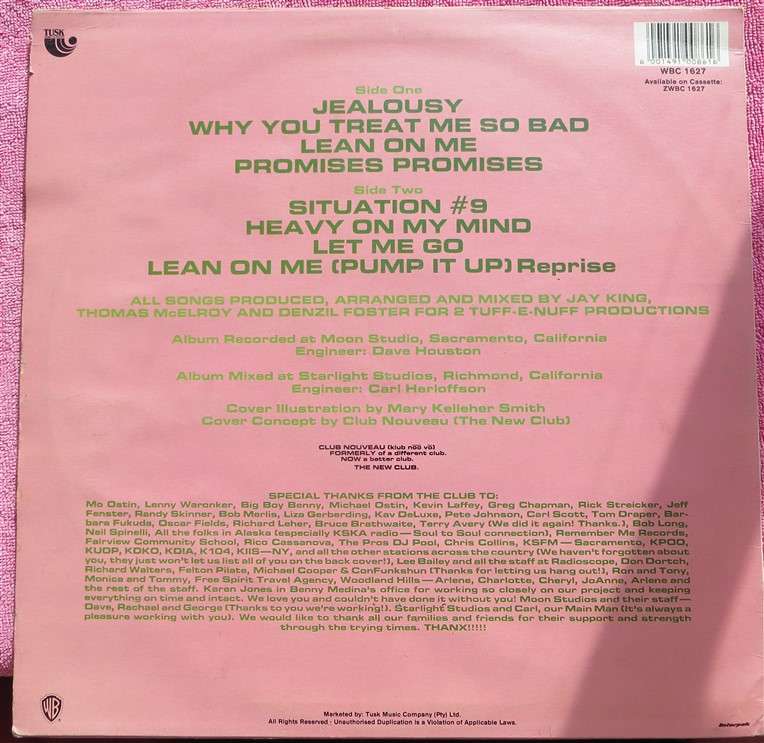 TUSK
6 001491 008616
WBC 1627
Available on Cassette:
ZWBC 1627
Side One
JEALOUSY
WHY YOU TREAT ME SO BAD
LEAN ON ME
PROMISES PROMISES
Side Two
SITUATION #9
HEAVY ON MY MIND
LET ME GO
LEAN ON ME (PUMP IT UP) Reprise
ALL SONGS PRODUCED, ARRANGED AND MIXED BY JAY KING,
THOMAS McELROY AND DENZIL FOSTER FOR 2 TUFF-E-NUFF PRODUCTIONS
Album Recorded at Moon Studio, Sacramento, California
Engineer: Dave Houston
Album Mixed at Starlight Studios, Richmond, California
Engineer: Carl Herloffson
Cover Illustration by Mary Kelleher Smith
Cover Concept by Club Nouveau (The New Club)
CLUB NOUVEAU (klub nōō vō)
FORMERLY of a different club.
NOW a better club.
THE NEW CLUB.
SPECIAL THANKS FROM THE CLUB TO:
Mo Ostin, Lenny Waronker, Big Boy Benny, Michael Ostin, Kevin Laffey, Greg Chapman, Rick Streicker, Jeff
Fenster, Randy Skinner, Bob Merlis, Liza Gerberding, Kav DeLuxe, Pete Johnson, Carl Scott, Tom Draper, Bar-
bara Fukuda, Oscar Fields, Richard Leher, Bruce Brathwaite, Terry Avery (We did it again! Thanks.), Bob Long,
Neil Spinelli, All the folks in Alaska (especially KSKA radio—Soul to Soul connection), Remember Me Records,
Fairview Community School, Rico Cassanova, The Pros DJ Pool, Chris Collins, KSFM—Sacramento, KPOO,
KUOP, KOKO, KDIA, K104, KIIS—NY, and all the other stations across the country (We haven't forgotten about
you, they just won't let us list all of you on the back cover!), Lee Bailey and all the staff at Radioscope, Don Dortch,
Richard Walters, Felton Pilate, Michael Cooper & ConFunkshun (Thanks for letting us hang out!), Ron and Tony,
Monica and Tommy, Free Spirit Travel Agency, Woodland Hills—Arlene, Charlotte, Cheryl, JoAnne, Arlene and
the rest of the staff. Karen Jones in Benny Medina's office for working so closely on our project and keeping
everything on time and intact. We love you and couldn't have done it without you! Moon Studios and their staff—
Dave, Rachael and George (Thanks to you we're working!). Starlight Studios and Carl, our Main Man (It's always a
pleasure working with you). We would like to thank all our families and friends for their support and strength
through the trying times. THANX!!!!!
WB
Marketed by: Tusk Music Company (Pty) Ltd.
All Rights Reserved · Unauthorised Duplication is a Violation of Applicable Laws.
Interpak